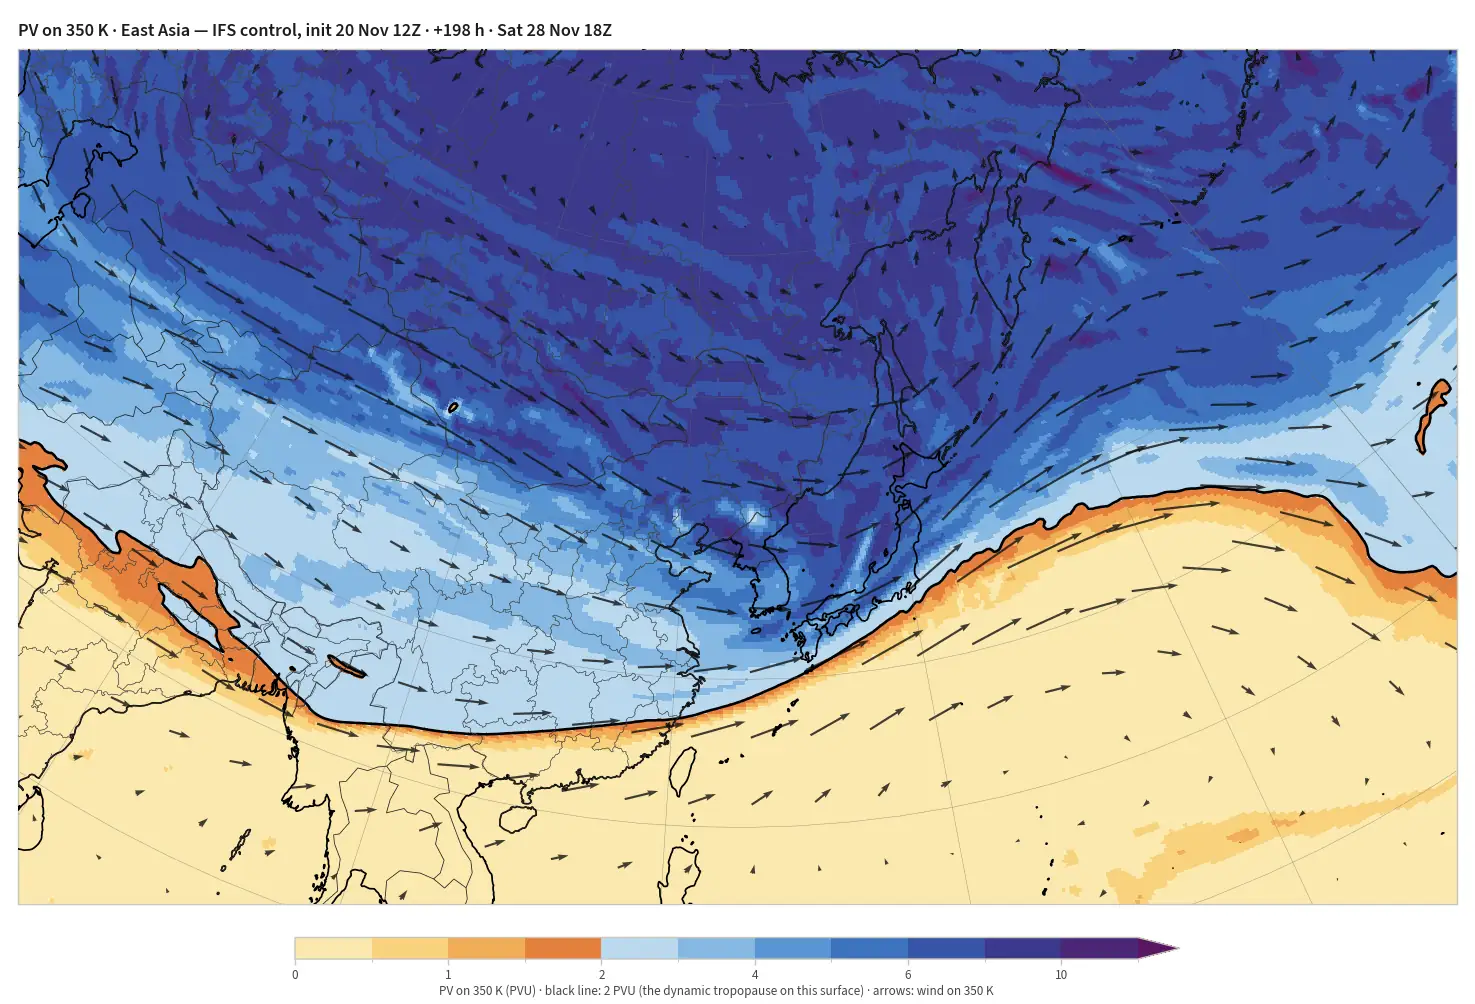 PV on 350 K · East Asia — IFS control, init 20 Nov 12Z · +198 h · Sat 28 Nov 18Z
0 1 2 4 6 10
PV on 350 K (PVU) · black line: 2 PVU (the dynamic tropopause on this surface) · arrows: wind on 350 K